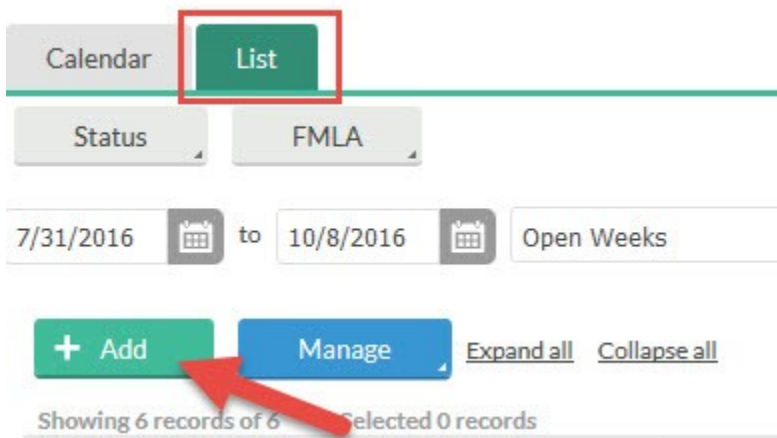 Calendar List
Status FMLA
7/31/2016 to 10/8/2016 Open Weeks
+ Add Manage Expand all Collapse all
Showing 6 records of 6 Selected 0 records